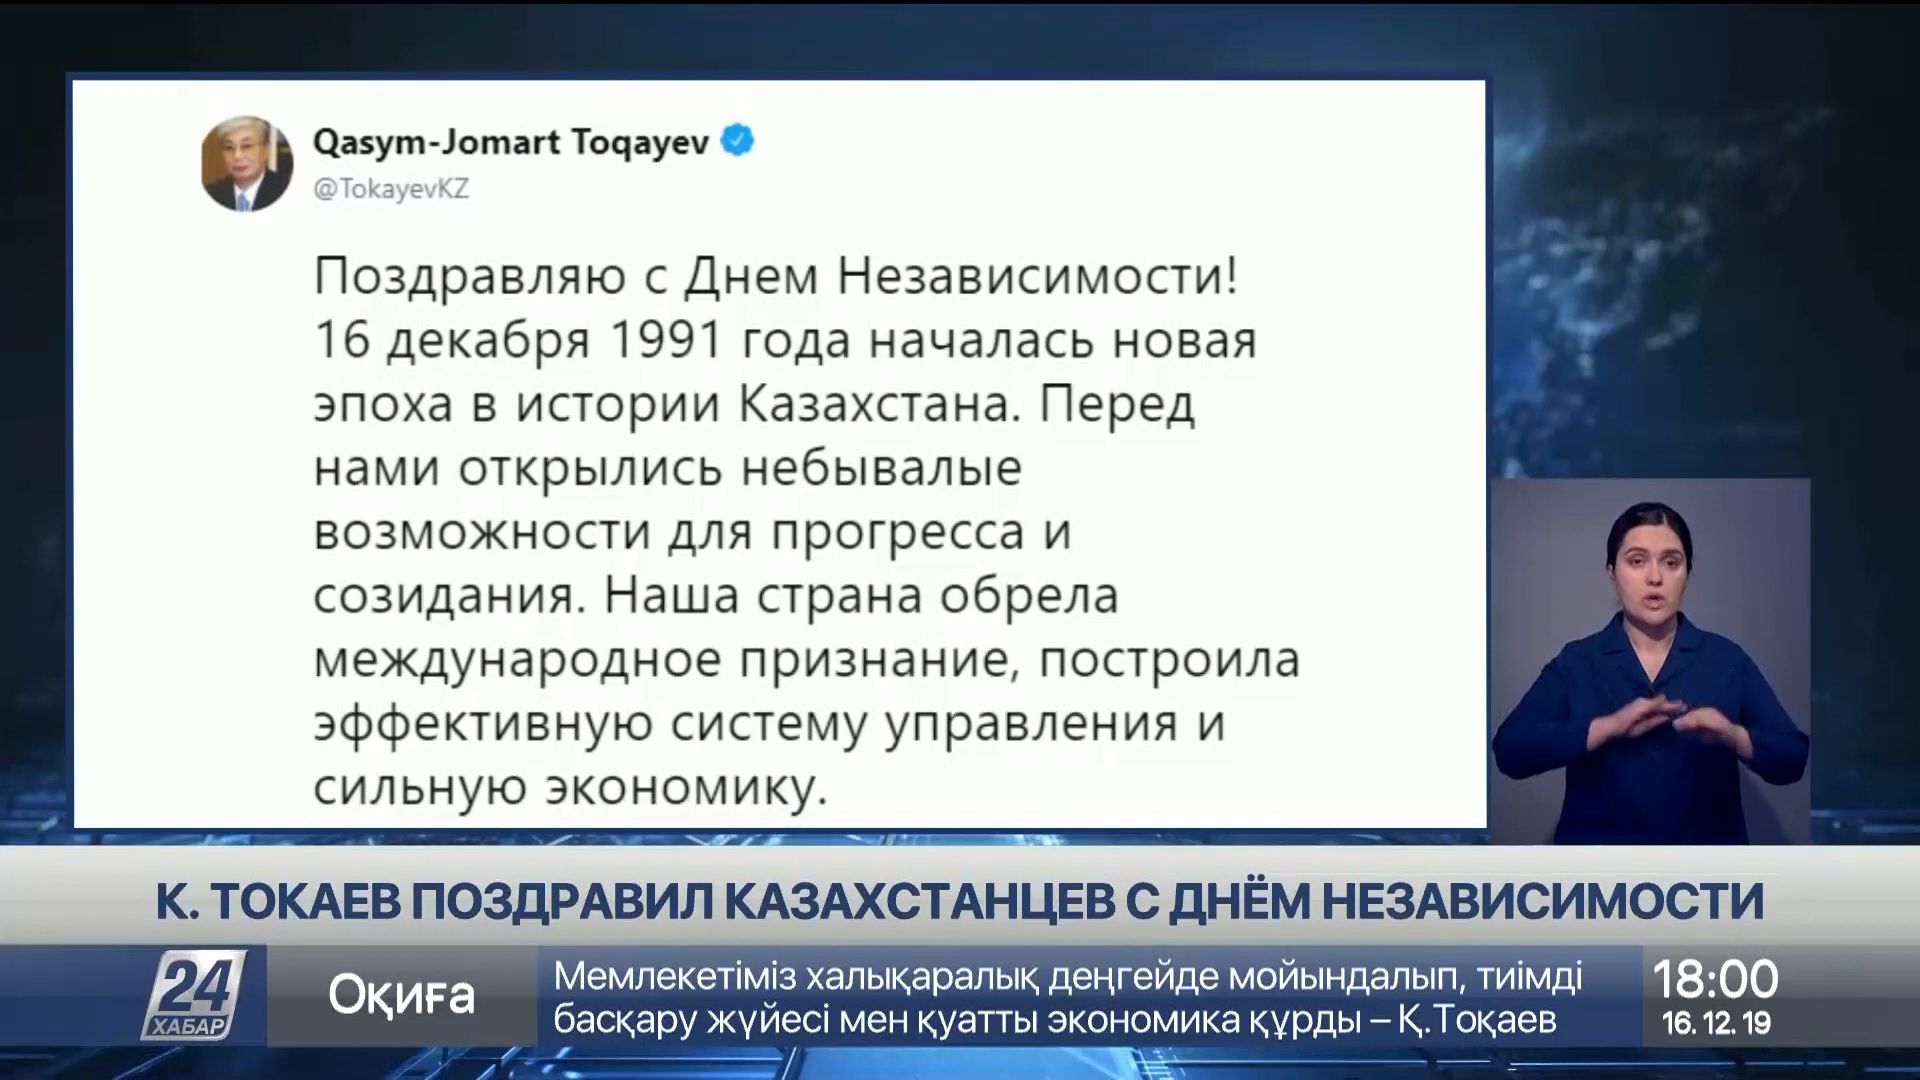 Qasym-Jomart Toqayev
@TokayevKZ
Поздравляю с Днем Независимости!
16 декабря 1991 года началась новая
эпоха в истории Казахстана. Перед
нами открылись небывалые
возможности для прогресса и
созидания. Наша страна обрела
международное признание, построила
эффективную систему управления и
сильную экономику.
К. ТОКАЕВ ПОЗДРАВИЛ КАЗАХСТАНЦЕВ С ДНЁМ НЕЗАВИСИМОСТИ
24
ХАБАР
Оқиға
Мемлекетіміз халықаралық деңгейде мойындалып, тиімді
басқару жүйесі мен қуатты экономика құрды – Қ.Тоқаев
18:00
16. 12. 19